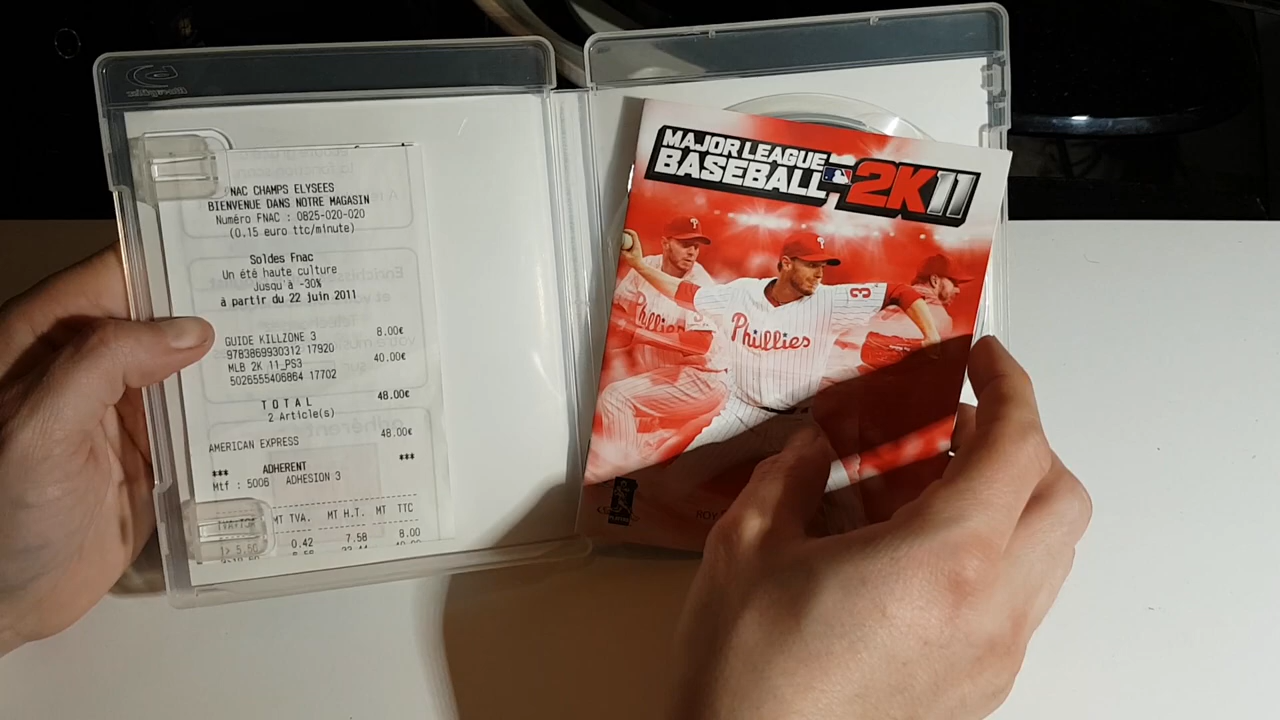 FNAC CHAMPS ELYSEES
BIENVENUE DANS NOTRE MAGASIN
Numéro FNAC : 0825-020-020
(0.15 euro ttc/minute)
Soldes Fnac
Un été haute culture
Jusqu'à -30%
à partir du 22 juin 2011
GUIDE KILLZONE 3 8.00€
9783869930312 17920
MLB 2K 11_PS3 40.00€
5026555406864 17702
TOTAL 48.00€
2 Article(s)
AMERICAN EXPRESS 48.00€
*** ADHERENT ***
Mtf : 5006 ADHESION 3
MT TVA. MT H.T. MT TTC
0.42 7.58 8.00
MAJOR LEAGUE
BASEBALL 2K11
Phillies
Phillies
3
ROY